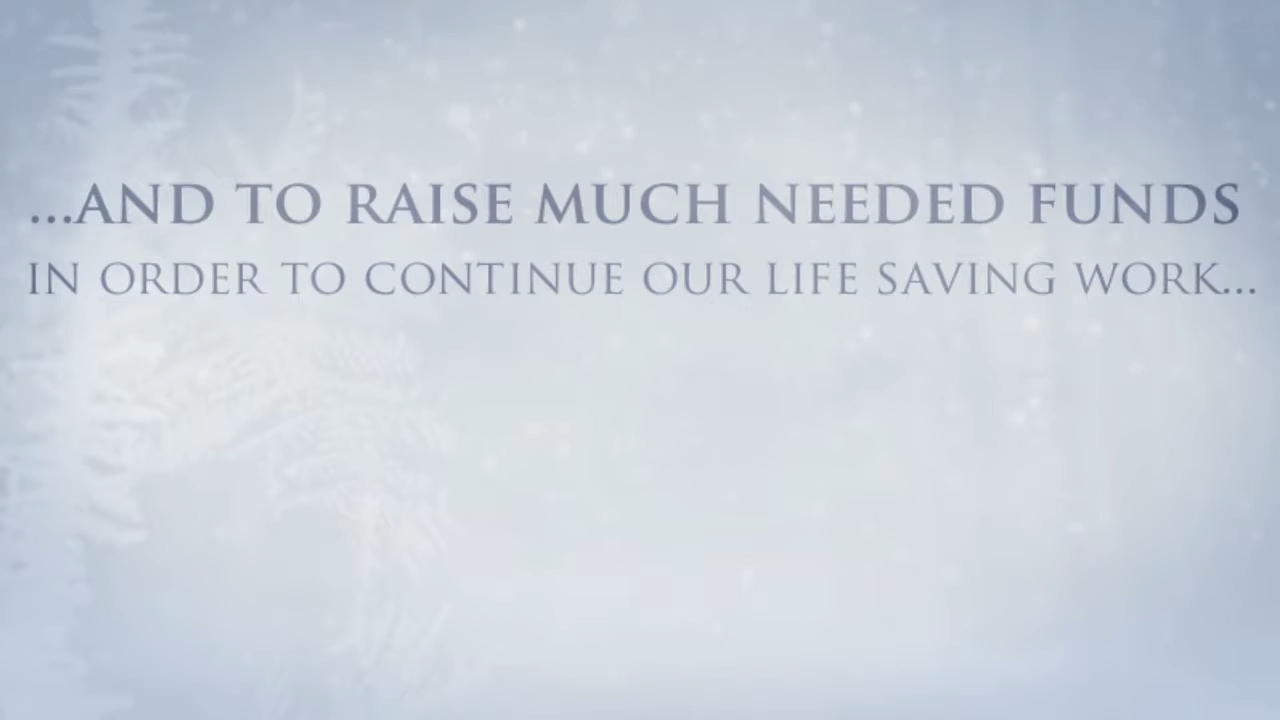 ...AND TO RAISE MUCH NEEDED FUNDS
IN ORDER TO CONTINUE OUR LIFE SAVING WORK...